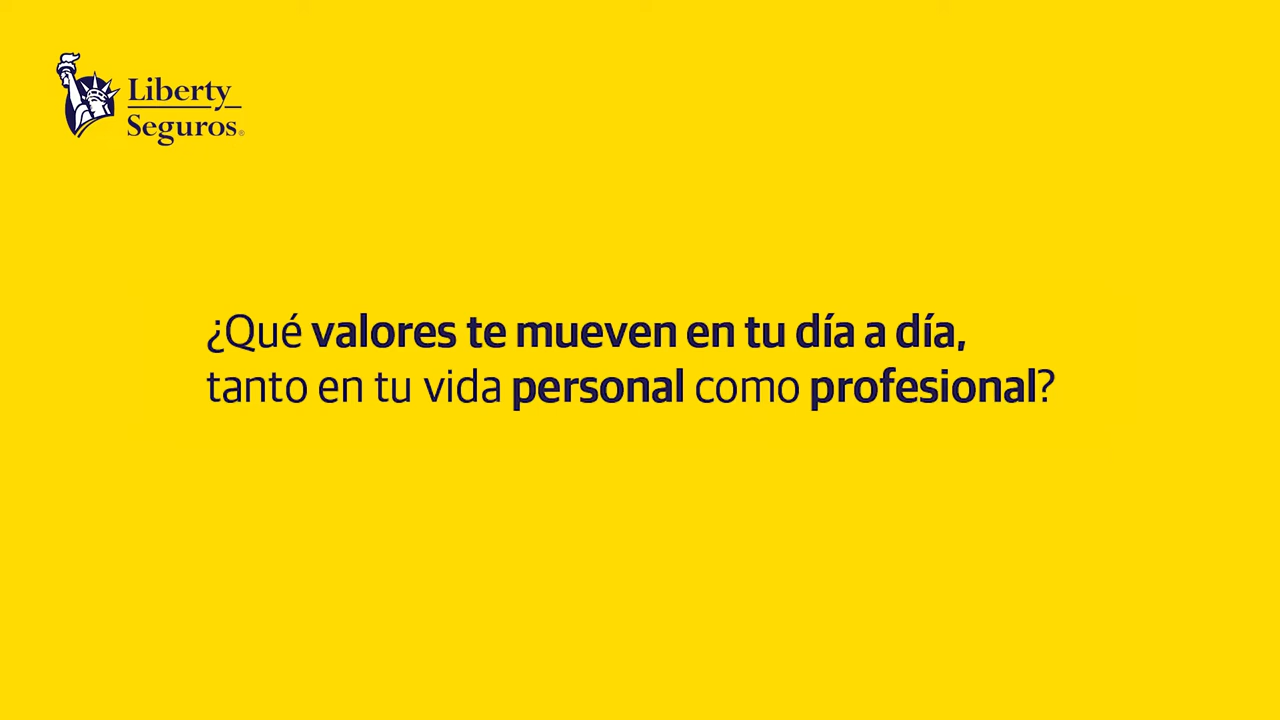 Liberty
Seguros®
¿Qué valores te mueven en tu día a día,
tanto en tu vida personal como profesional?